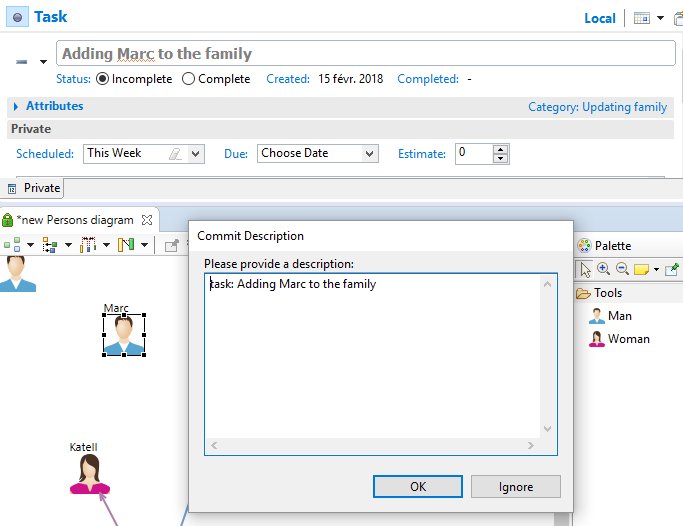 Task
Local
Adding Marc to the family
Status: Incomplete Complete Created: 15 févr. 2018 Completed: -
Attributes
Category: Updating family
Private
Scheduled: This Week Due: Choose Date Estimate: 0
Private
*new Persons diagram
Commit Description
Please provide a description:
task: Adding Marc to the family
OK
Ignore
Palette
Tools
Man
Woman
Marc
Katell